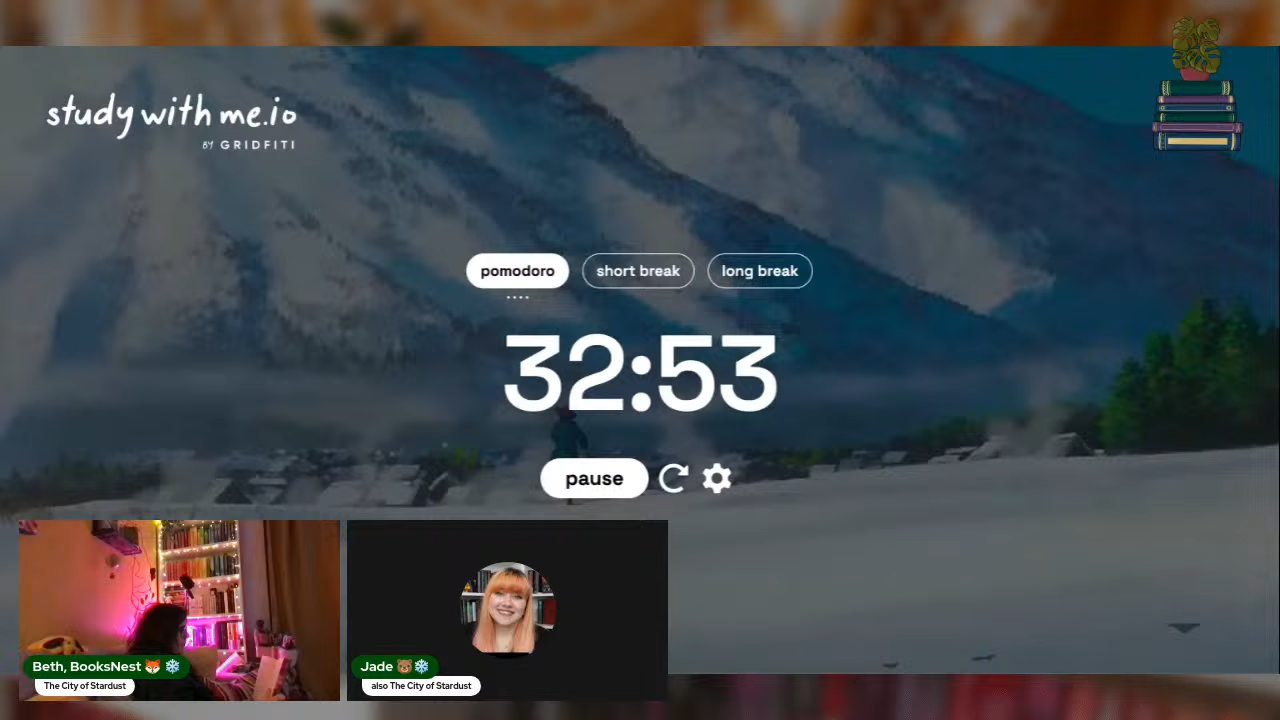 study with me.io
BY GRIDFITI
pomodoro
short break
long break
32:53
pause
Beth, BooksNest 🦊 ❄️
The City of Stardust
Jade 🐻❄️
also The City of Stardust